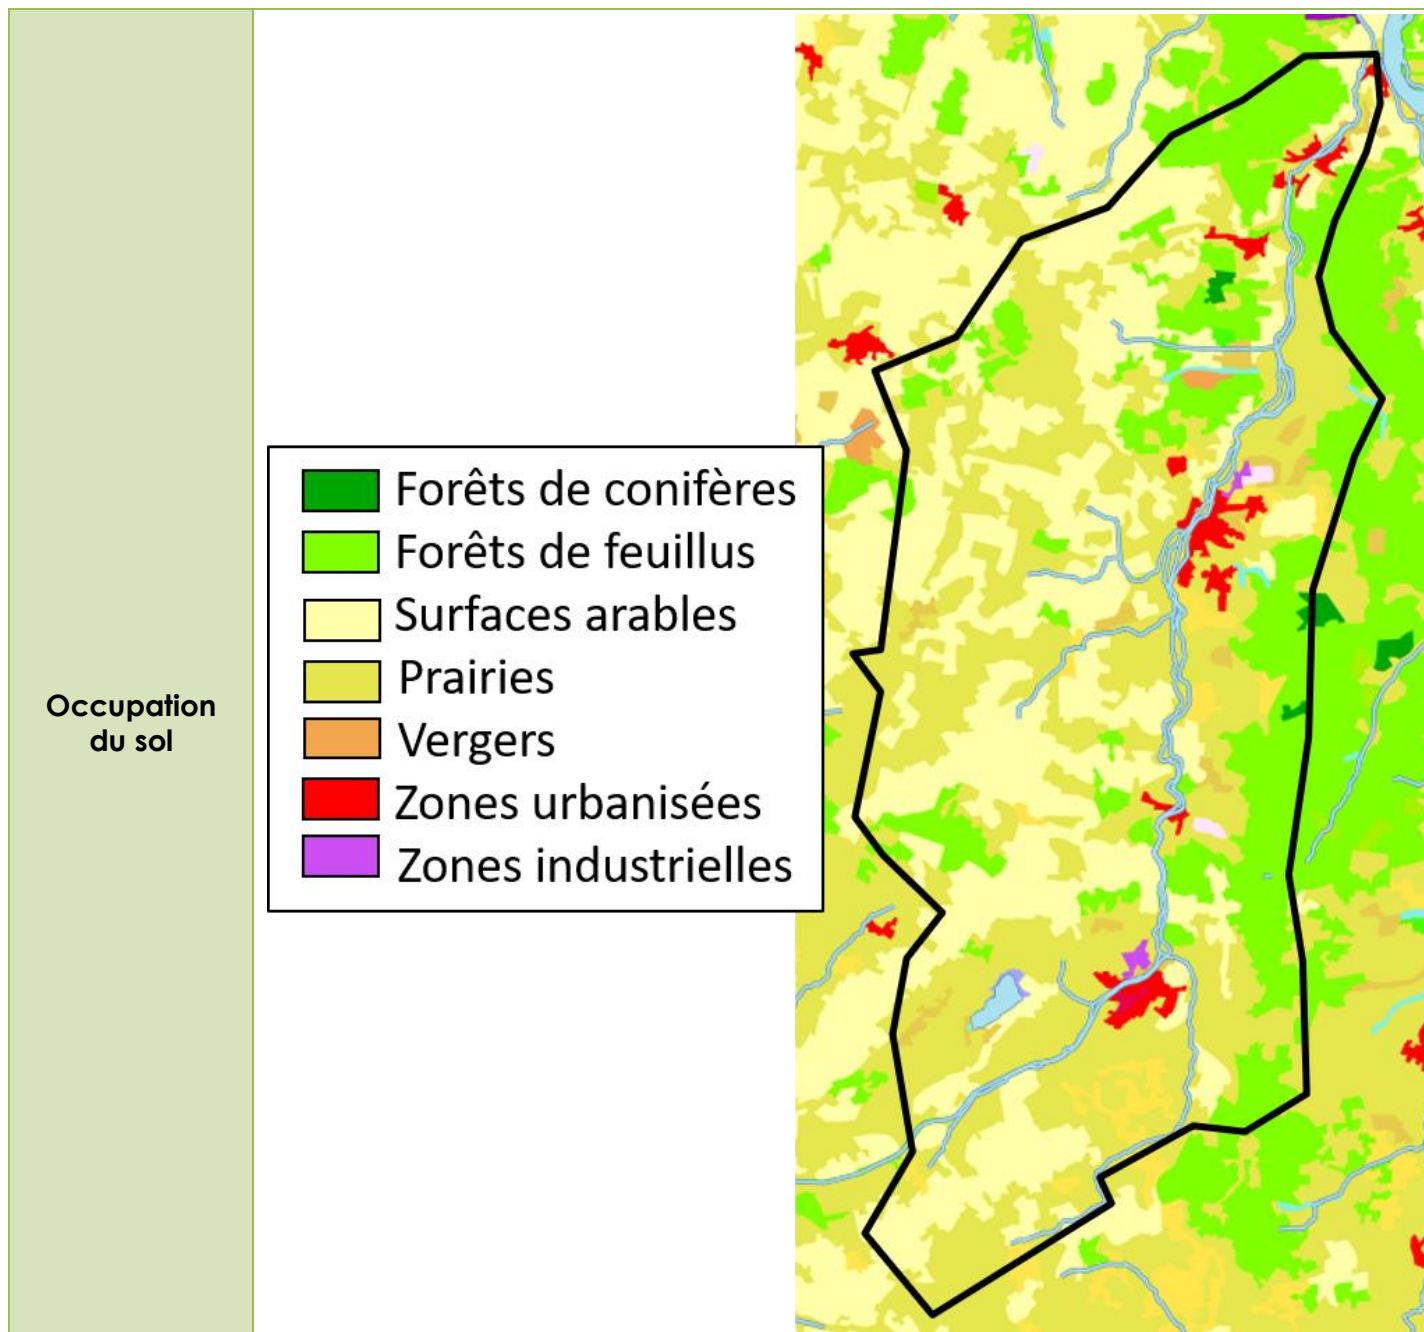 Occupation
du sol
Forêts de conifères
Forêts de feuillus
Surfaces arables
Prairies
Vergers
Zones urbanisées
Zones industrielles